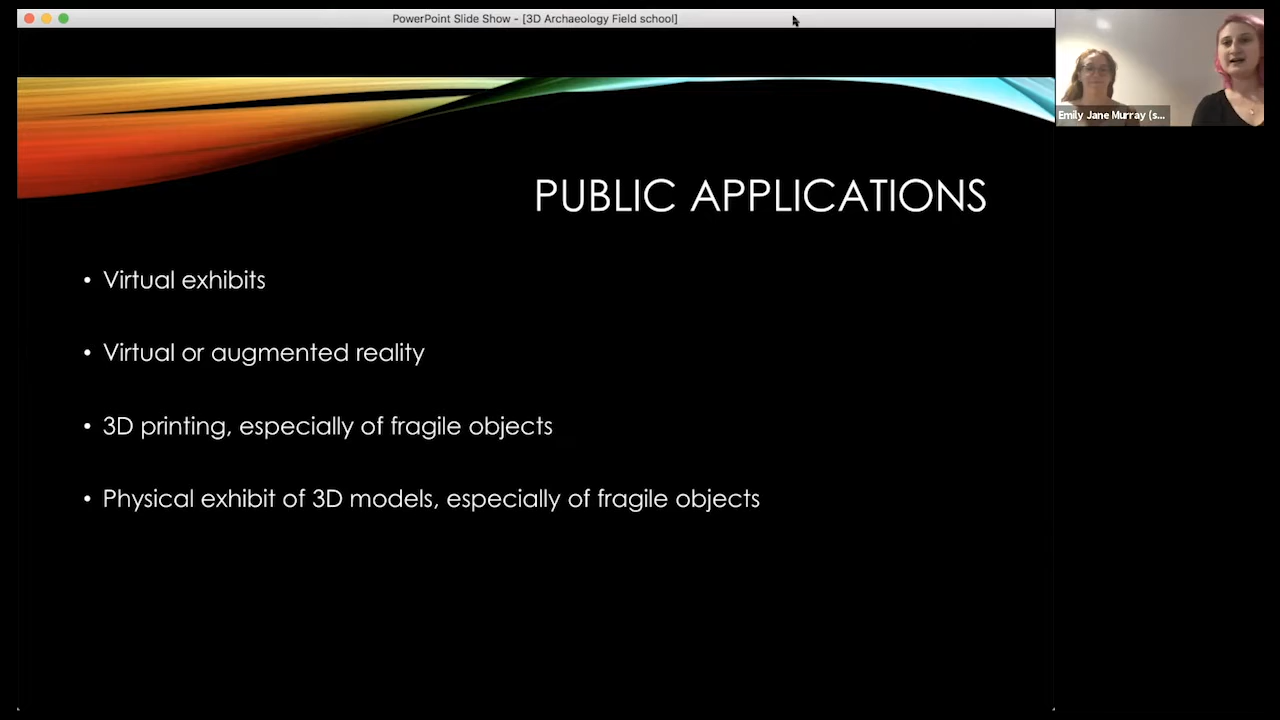 PowerPoint Slide Show - [3D Archaeology Field school]
Emily Jane Murray (s...
PUBLIC APPLICATIONS
• Virtual exhibits
• Virtual or augmented reality
• 3D printing, especially of fragile objects
• Physical exhibit of 3D models, especially of fragile objects